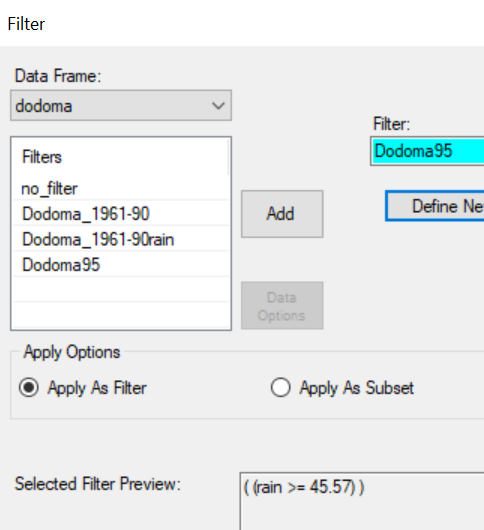 Filter
Data Frame:
dodoma
Filter:
Dodoma95
Filters
no_filter
Dodoma_1961-90
Dodoma_1961-90rain
Dodoma95
Add
Define Ne
Data
Options
Apply Options
Apply As Filter
Apply As Subset
Selected Filter Preview:
( (rain >= 45.57) )